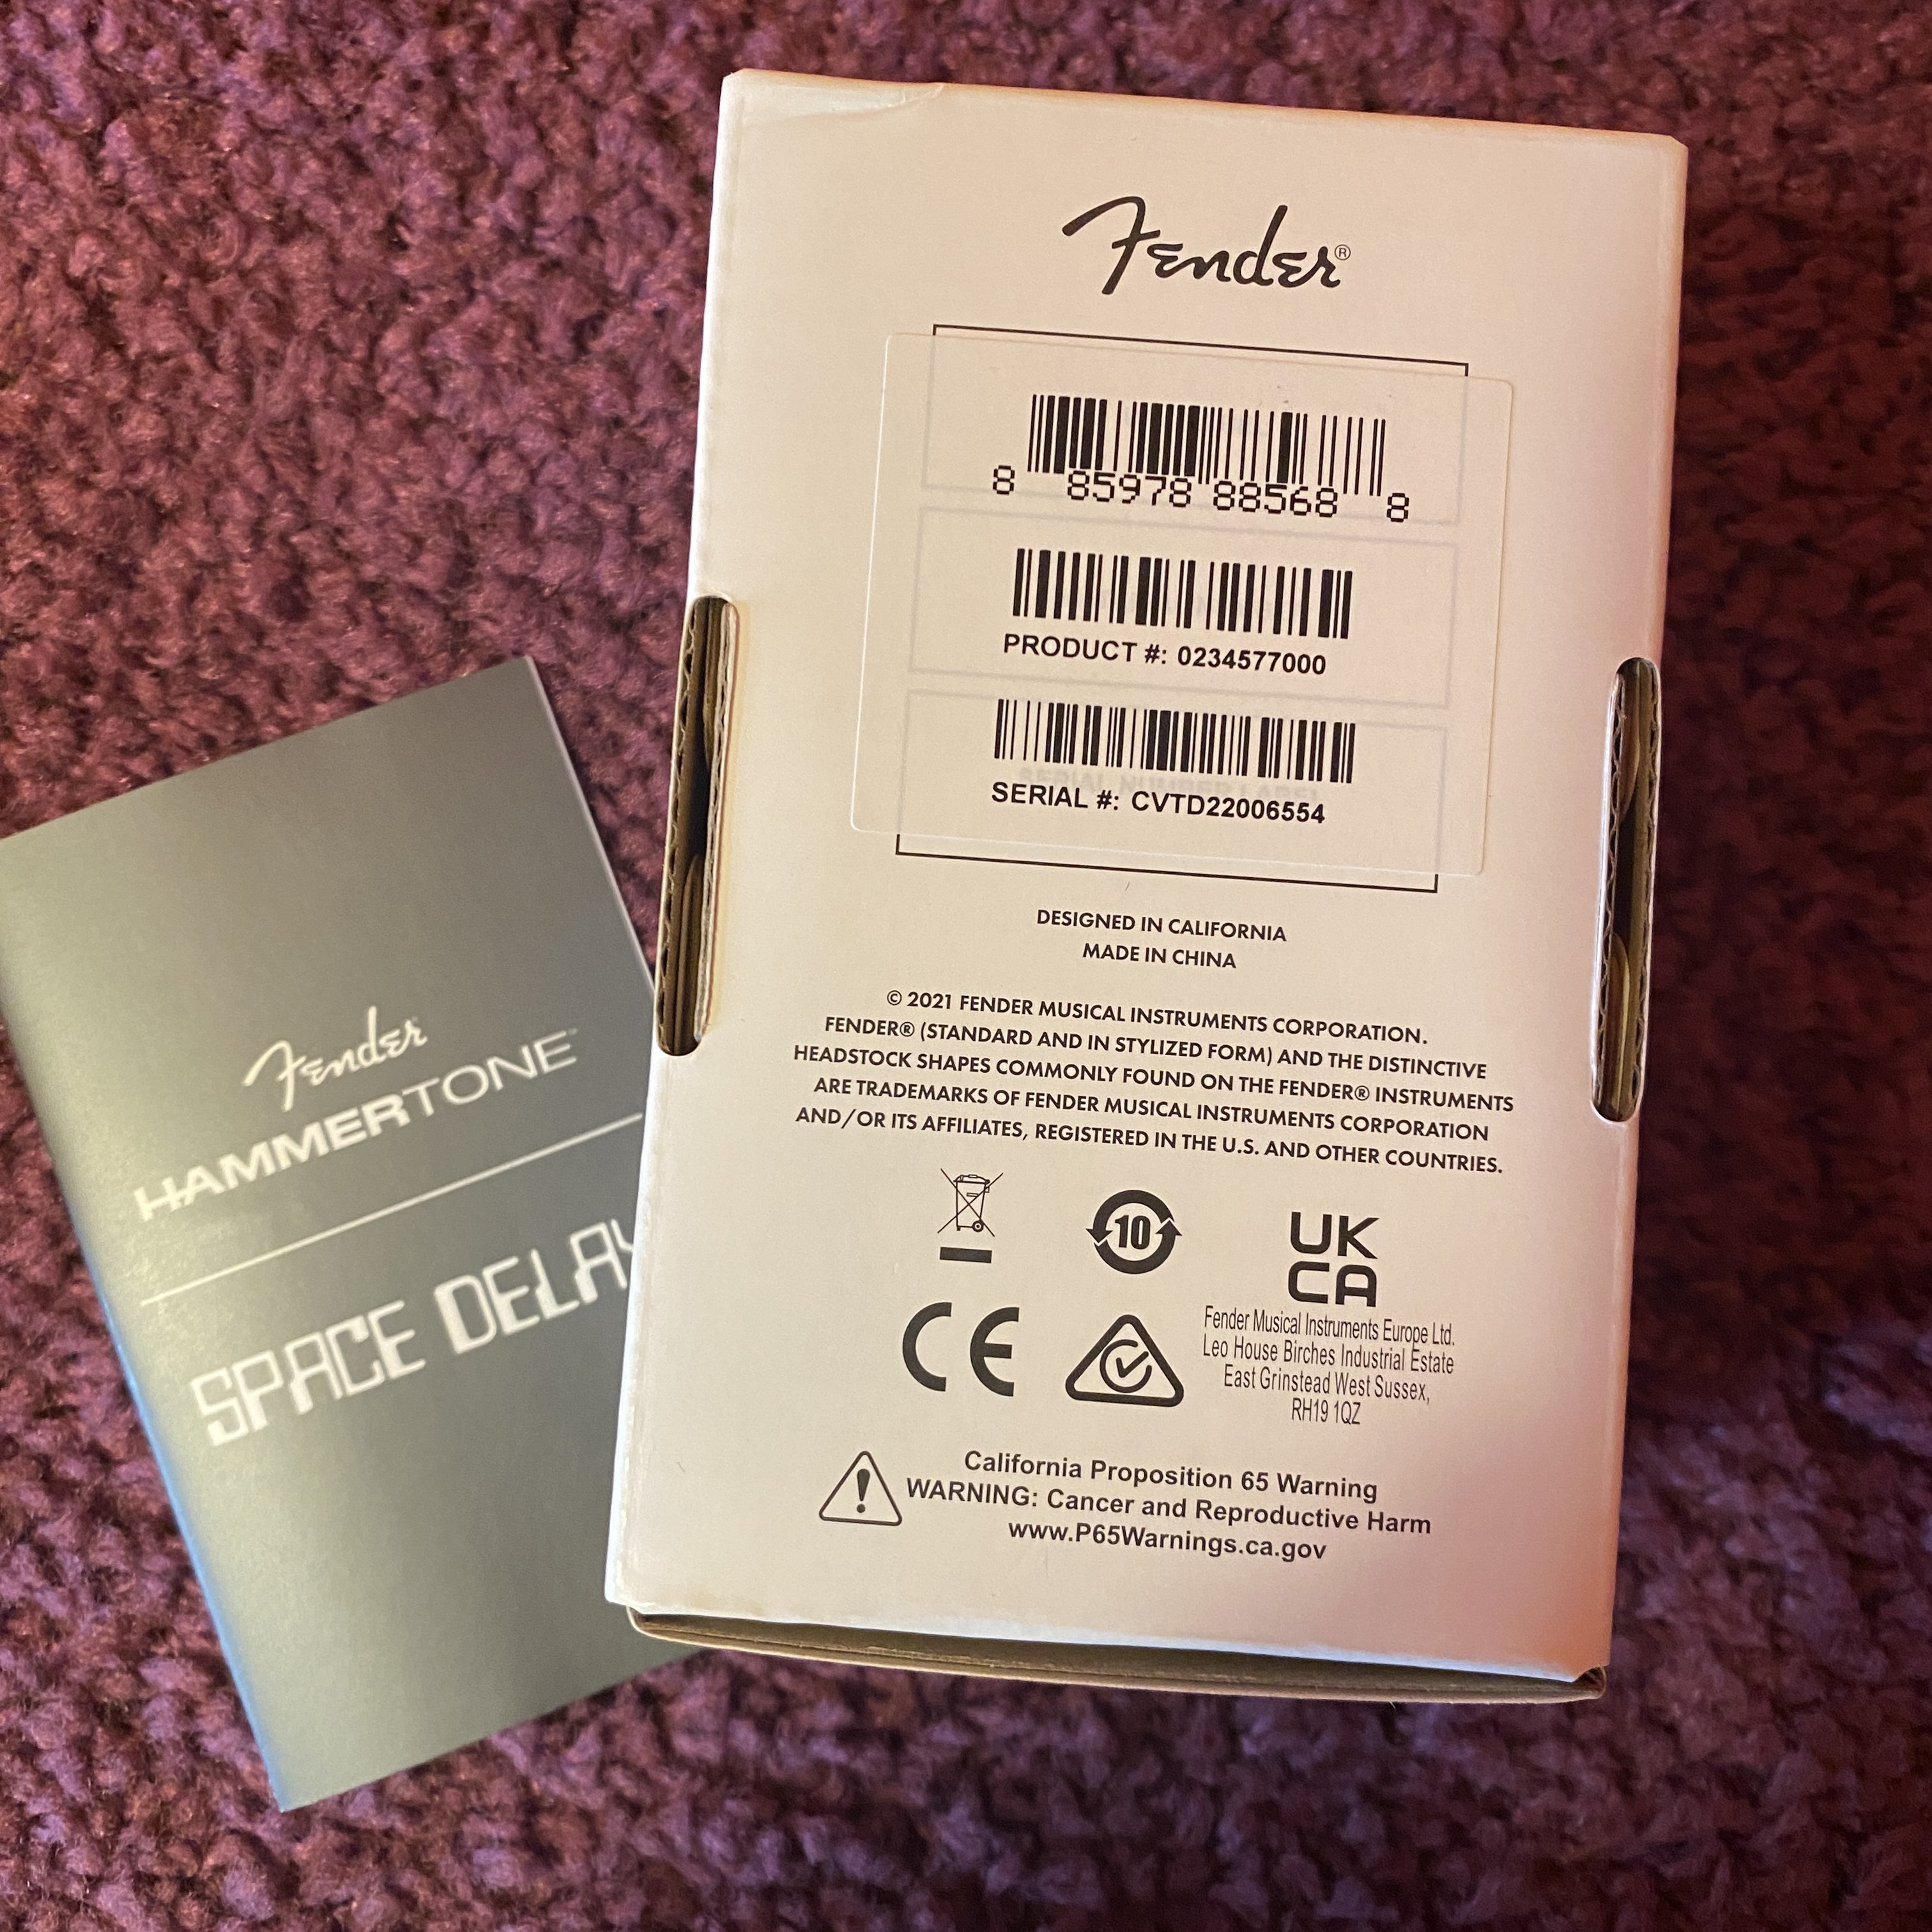 Fender®
8 85978 88568 8
PRODUCT #: 0234577000
SERIAL NUMBER LABEL
SERIAL #: CVTD22006554
DESIGNED IN CALIFORNIA
MADE IN CHINA
© 2021 FENDER MUSICAL INSTRUMENTS CORPORATION.
FENDER® (STANDARD AND IN STYLIZED FORM) AND THE DISTINCTIVE
HEADSTOCK SHAPES COMMONLY FOUND ON THE FENDER® INSTRUMENTS
ARE TRADEMARKS OF FENDER MUSICAL INSTRUMENTS CORPORATION
AND/OR ITS AFFILIATES, REGISTERED IN THE U.S. AND OTHER COUNTRIES.
10
UK
CA
CE
Fender Musical Instruments Europe Ltd.
Leo House Birches Industrial Estate
East Grinstead West Sussex,
RH19 1QZ
California Proposition 65 Warning
WARNING: Cancer and Reproductive Harm
www.P65Warnings.ca.gov
Fender
HAMMERTONE
SPACE DELAY